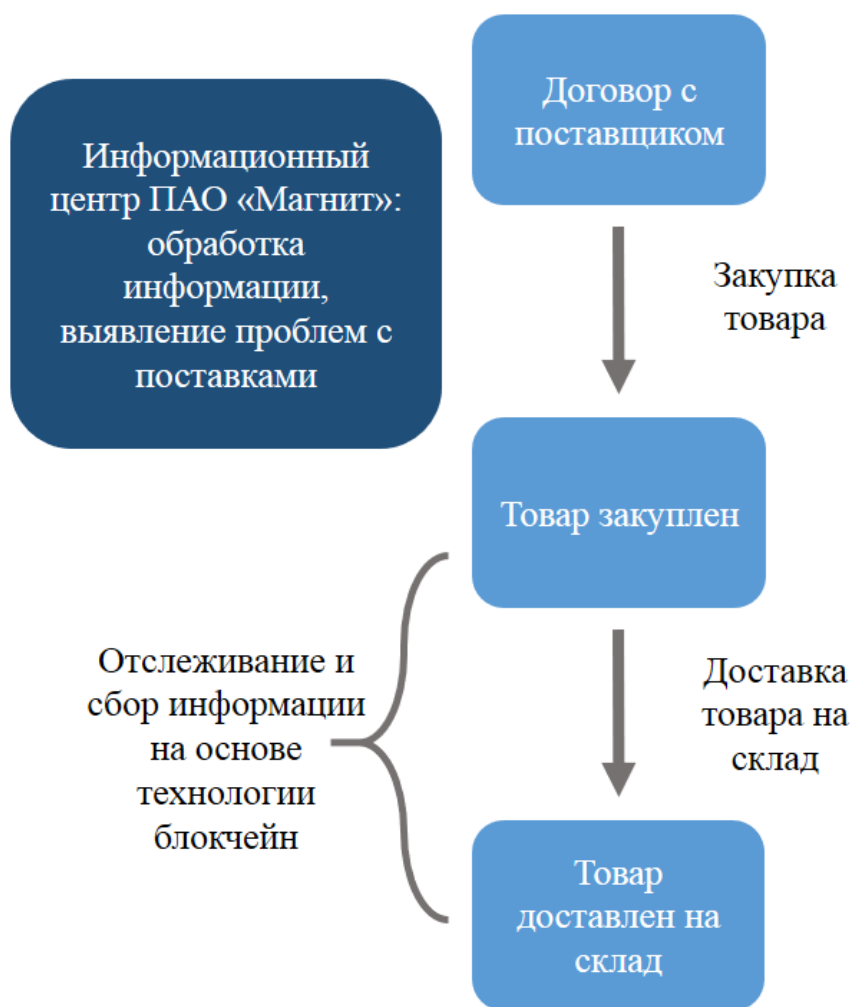 Договор с
поставщиком
Информационный
центр ПАО «Магнит»:
обработка
информации,
выявление проблем с
поставками
Закупка
товара
Товар закуплен
Отслеживание и
сбор информации
на основе
технологии
блокчейн
Доставка
товара на
склад
Товар
доставлен на
склад